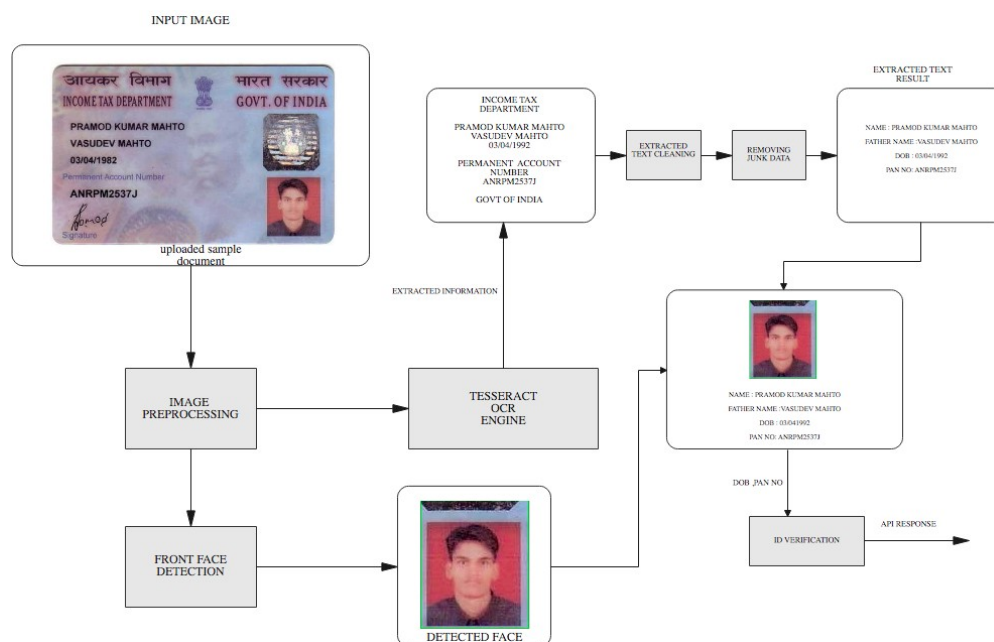 INPUT IMAGE
आयकर विभाग
भारत सरकार
INCOME TAX DEPARTMENT
GOVT. OF INDIA
PRAMOD KUMAR MAHTO
VASUDEV MAHTO
03/04/1982
Permanent Account Number
ANRPM2537J
Signature
uploaded sample
document
IMAGE
PREPROCESSING
TESSERACT
OCR
ENGINE
EXTRACTED INFORMATION
INCOME TAX
DEPARTMENT
PRAMOD KUMAR MAHTO
VASUDEV MAHTO
03/04/1992
PERMANENT ACCOUNT
NUMBER
ANRPM2537J
GOVT OF INDIA
EXTRACTED
TEXT CLEANING
REMOVING
JUNK DATA
EXTRACTED TEXT
RESULT
NAME : PRAMOD KUMAR MAHTO
FATHER NAME :VASUDEV MAHTO
DOB : 03/04/1992
PAN NO: ANRPM2537J
FRONT FACE
DETECTION
DETECTED FACE
NAME : PRAMOD KUMAR MAHTO
FATHER NAME :VASUDEV MAHTO
DOB : 03/041992
PAN NO: ANRPM2537J
DOB ,PAN NO
ID VERIFICATION
API RESPONSE